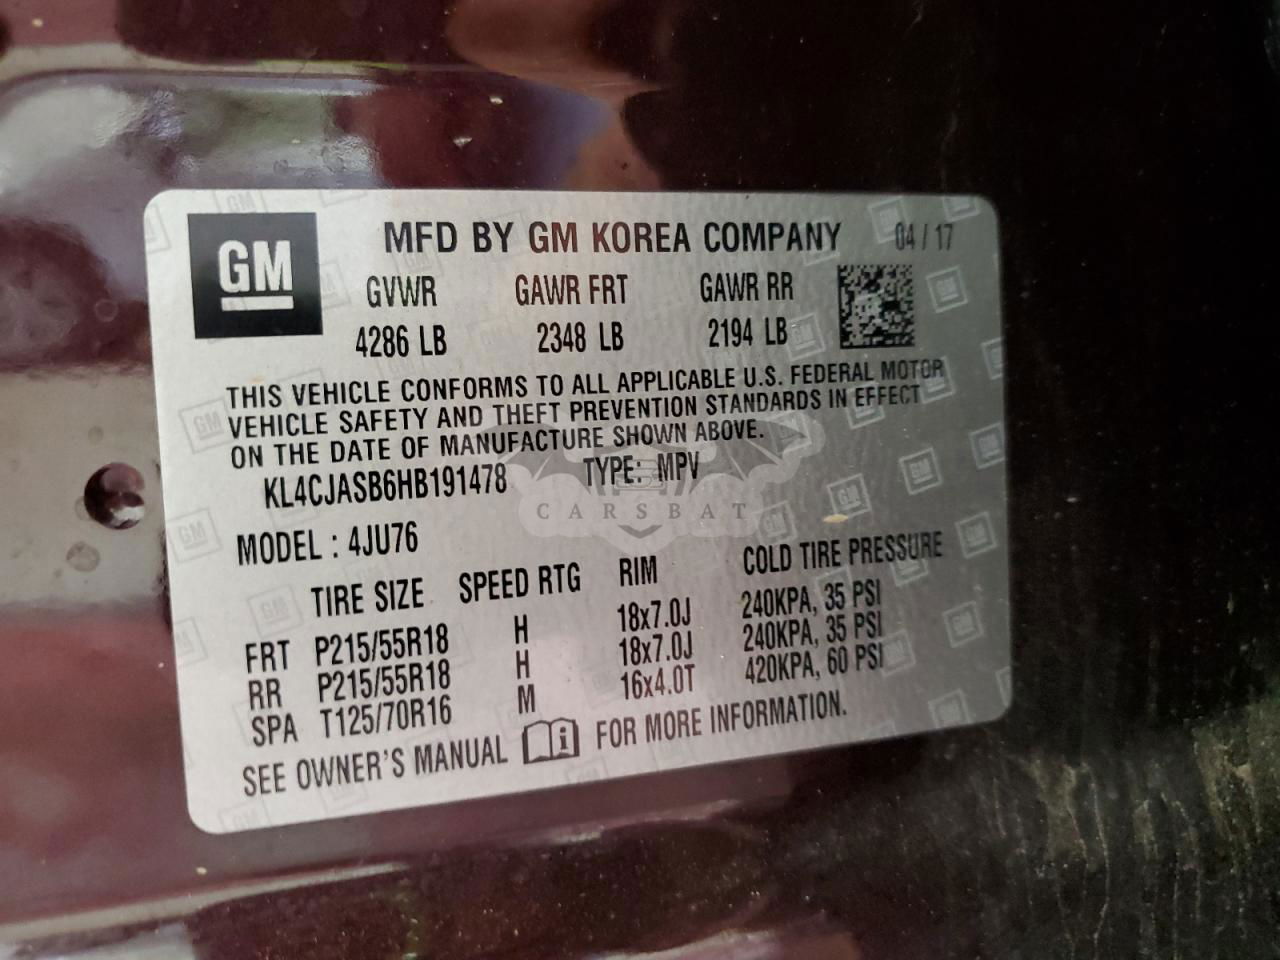 GM
MFD BY GM KOREA COMPANY 04 / 17
GVWR GAWR FRT GAWR RR
4286 LB 2348 LB 2194 LB
THIS VEHICLE CONFORMS TO ALL APPLICABLE U.S. FEDERAL MOTOR
VEHICLE SAFETY AND THEFT PREVENTION STANDARDS IN EFFECT
ON THE DATE OF MANUFACTURE SHOWN ABOVE.
KL4CJASB6HB191478 TYPE: MPV
CARSBAT
MODEL : 4JU76
TIRE SIZE SPEED RTG RIM COLD TIRE PRESSURE
FRT P215/55R18 H 18x7.0J 240KPA, 35 PSI
RR P215/55R18 H 18x7.0J 240KPA, 35 PSI
SPA T125/70R16 M 16x4.0T 420KPA, 60 PSI
SEE OWNER'S MANUAL FOR MORE INFORMATION.